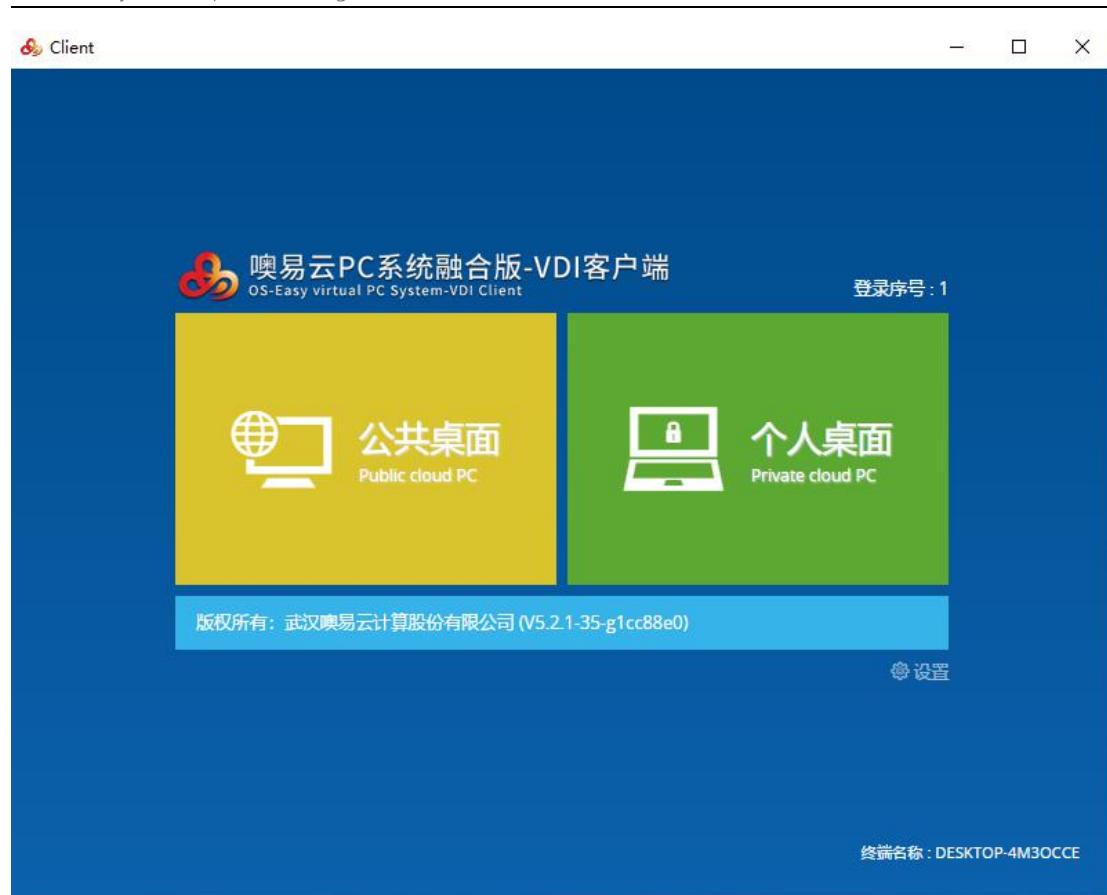 Client
噢易云PC系统融合版-VDI客户端
OS-Easy virtual PC System-VDI Client
登录序号 : 1
公共桌面
Public cloud PC
个人桌面
Private cloud PC
版权所有：武汉噢易云计算股份有限公司 (V5.2.1-35-g1cc88e0)
设置
终端名称 : DESKTOP-4M3OCCE